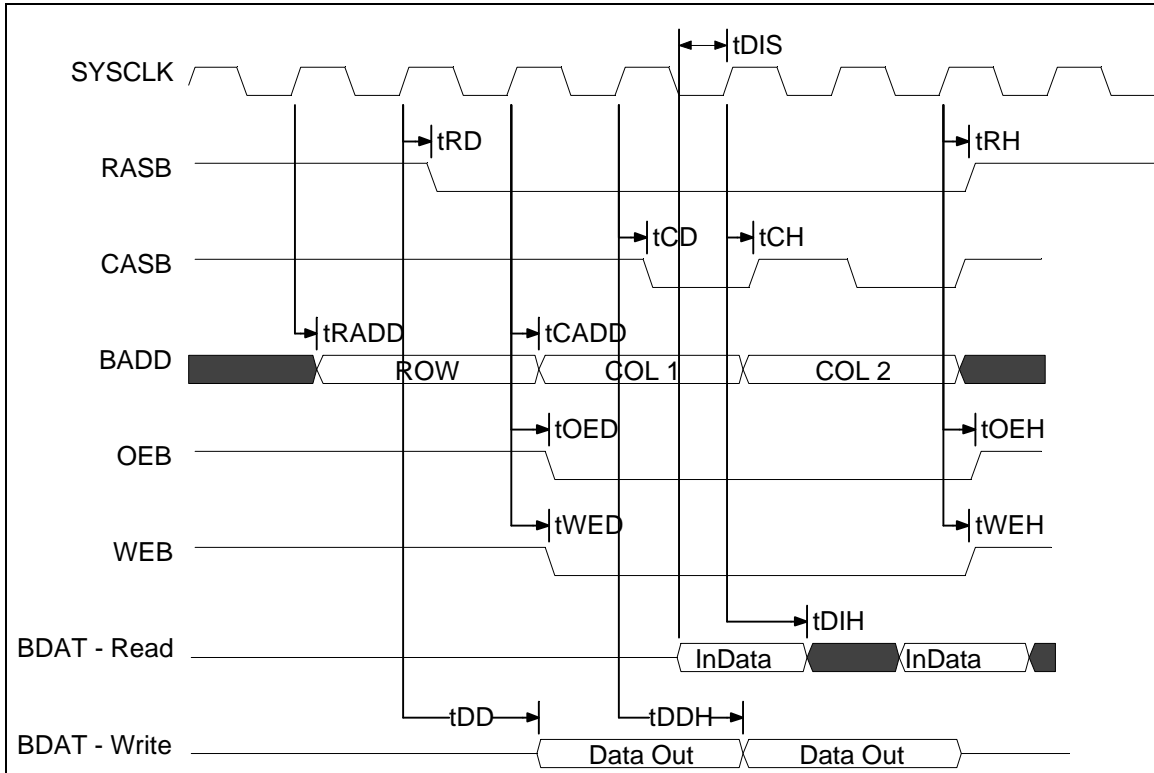 tDIS
SYSCLK
tRD
tRH
RASB
tCD
tCH
CASB
tRADD
tCADD
BADD
ROW
COL 1
COL 2
tOED
tOEH
OEB
tWED
tWEH
WEB
tDIH
BDAT - Read
InData
InData
tDD
tDDH
BDAT - Write
Data Out
Data Out